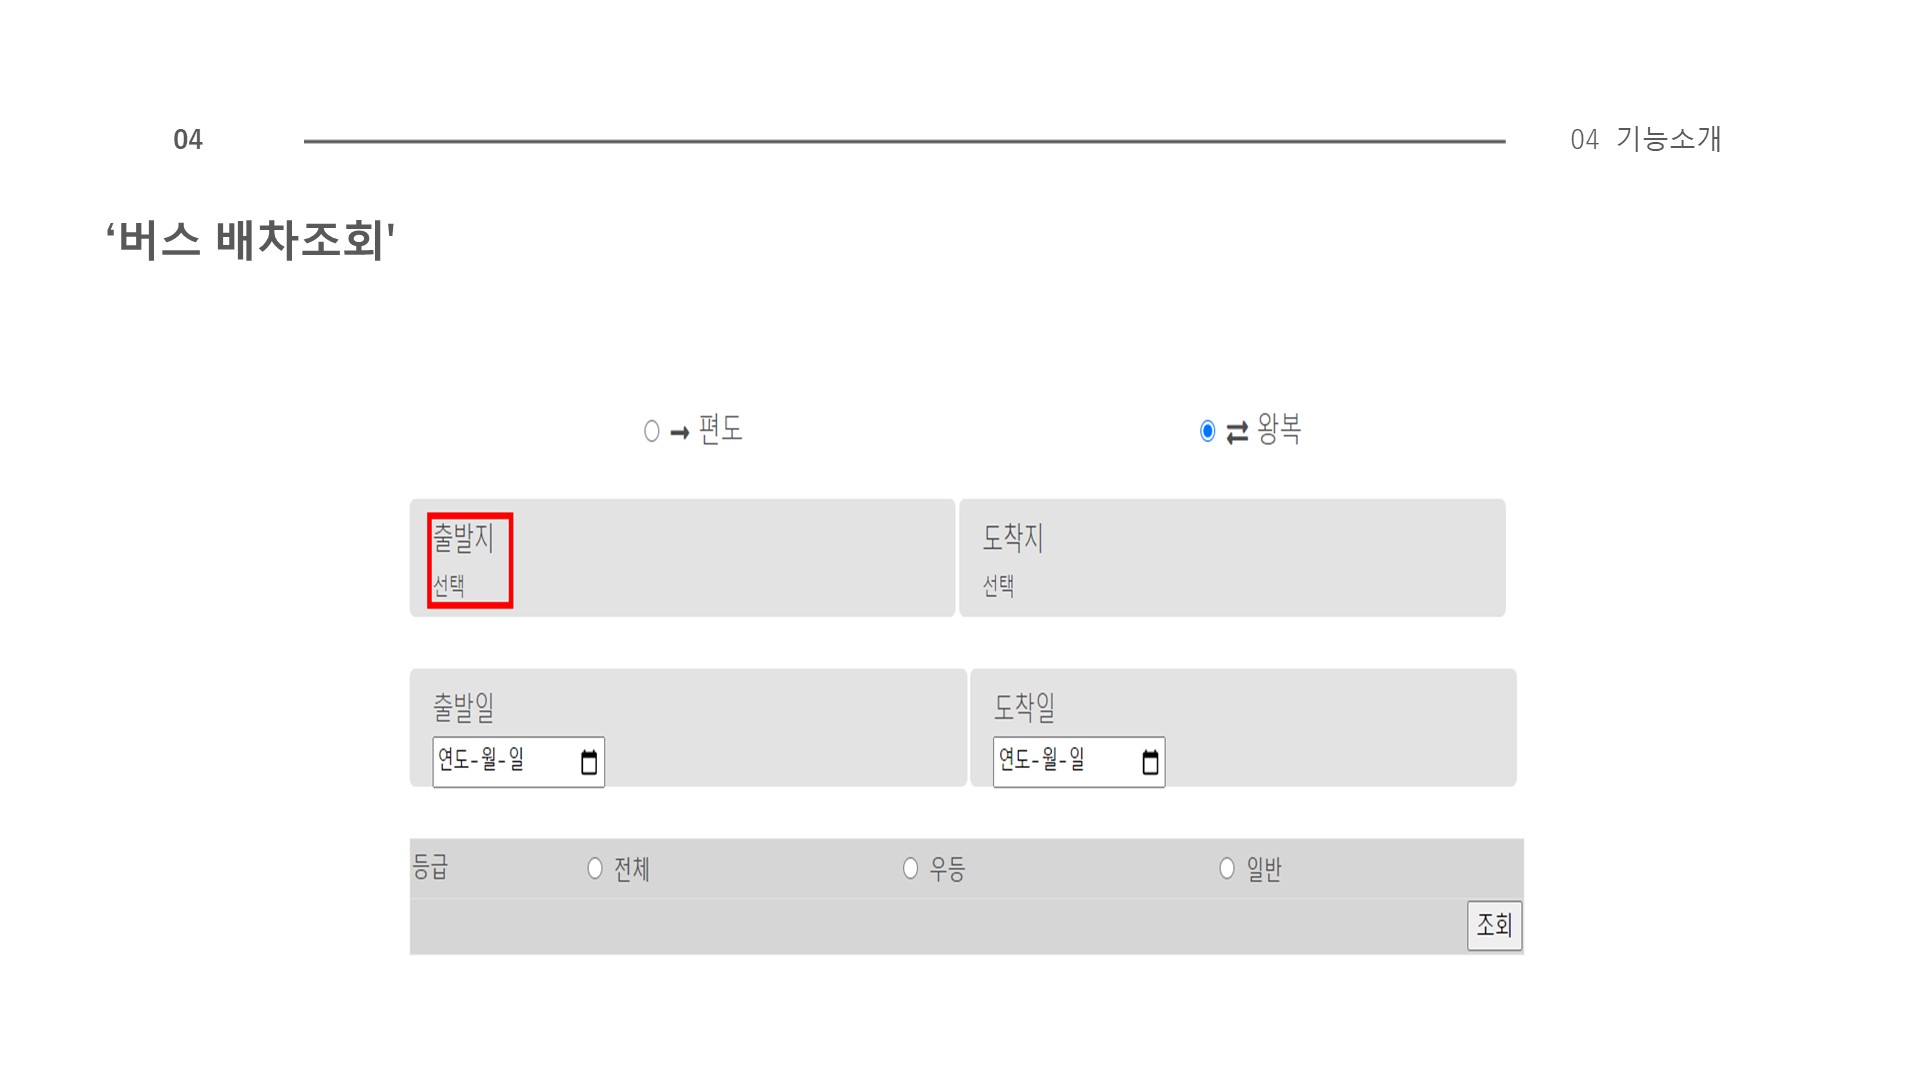 04
04 기능소개
‘버스 배차조회'
편도
왕복
출발지
선택
도착지
선택
출발일
연도-월-일
도착일
연도-월-일
등급 전체 우등 일반
조회